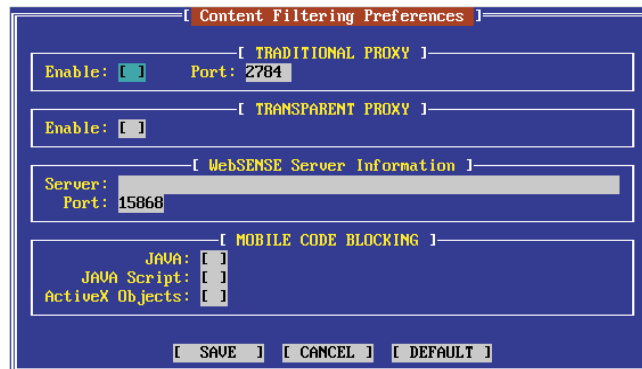 [ Content Filtering Preferences ]
[ TRADITIONAL PROXY ]
Enable: [ ] Port: 2784
[ TRANSPARENT PROXY ]
Enable: [ ]
[ WebSENSE Server Information ]
Server:
Port: 15868
[ MOBILE CODE BLOCKING ]
JAVA: [ ]
JAVA Script: [ ]
ActiveX Objects: [ ]
[ SAVE ] [ CANCEL ] [ DEFAULT ]